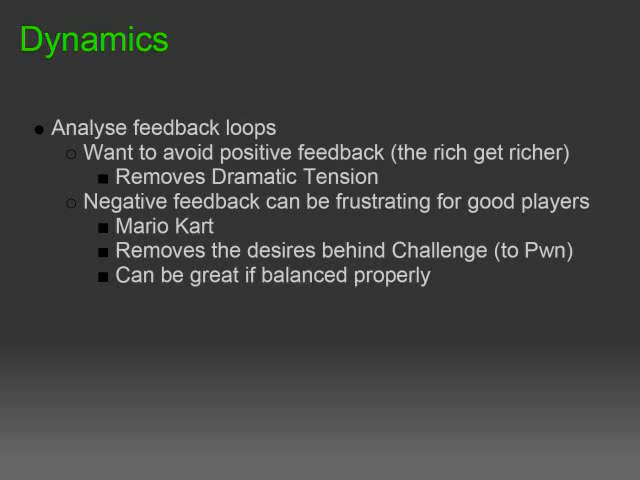 Dynamics
● Analyse feedback loops
○ Want to avoid positive feedback (the rich get richer)
■ Removes Dramatic Tension
○ Negative feedback can be frustrating for good players
■ Mario Kart
■ Removes the desires behind Challenge (to Pwn)
■ Can be great if balanced properly